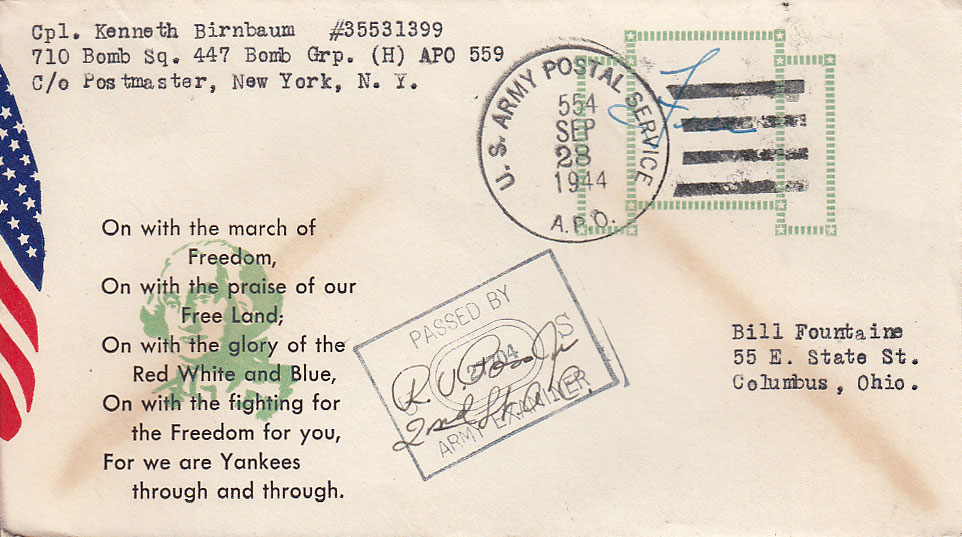 Cpl. Kenneth Birnbaum #35531399
710 Bomb Sq. 447 Bomb Grp. (H) APO 559
C/o Postmaster, New York, N. Y.
U. S. ARMY POSTAL SERVICE
554
SEP
28
1944
A.P.O.
Free
On with the march of
Freedom,
On with the praise of our
Free Land;
On with the glory of the
Red White and Blue,
On with the fighting for
the Freedom for you,
For we are Yankees
through and through.
PASSED BY
S
2nd Lt. A.C.
ARMY EXAMINER
Bill Fountaine
55 E. State St.
Columbus, Ohio.